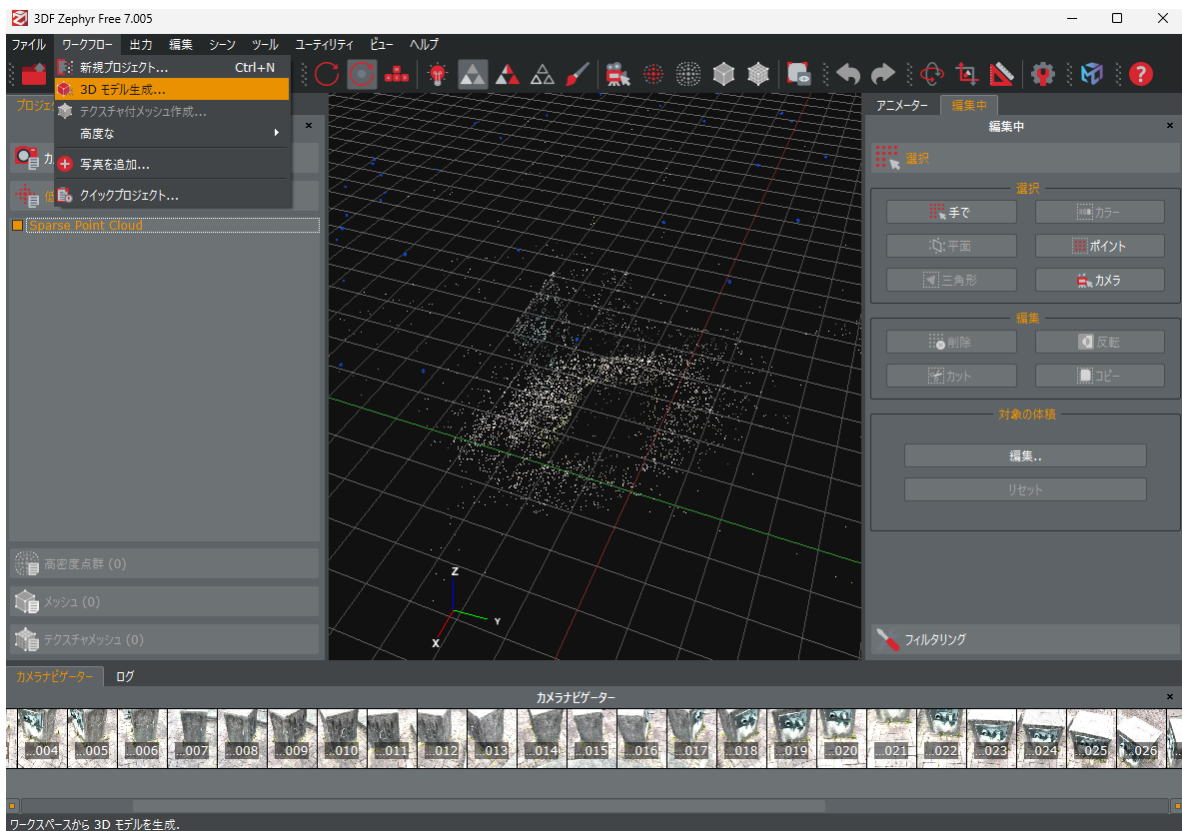 3DF Zephyr Free 7.005
ファイル ワークフロー 出力 編集 シーン ツール ユーティリティ ビュー ヘルプ
新規プロジェクト... Ctrl+N
3D モデル生成...
テクスチャ付メッシュ作成...
高度な
写真を追加...
クイックプロジェクト...
プロジェ
カ
低
Sparse Point Cloud
高密度点群 (0)
メッシュ (0)
テクスチャメッシュ (0)
Z
Y
X
アニメーター 編集中
編集中
選択
選択
手で カラー
平面 ポイント
三角形 カメラ
編集
削除 反転
カット コピー
対象の体積
編集..
リセット
フィルタリング
カメラナビゲーター ログ
カメラナビゲーター
...004 ...005 ...006 ...007 ...008 ...009 ...010 ...011 ...012 ...013 ...014 ...015 ...016 ...017 ...018 ...019 ...020 ...021 ...022 ...023 ...024 ...025 ...026
ワークスペースから 3D モデルを生成.